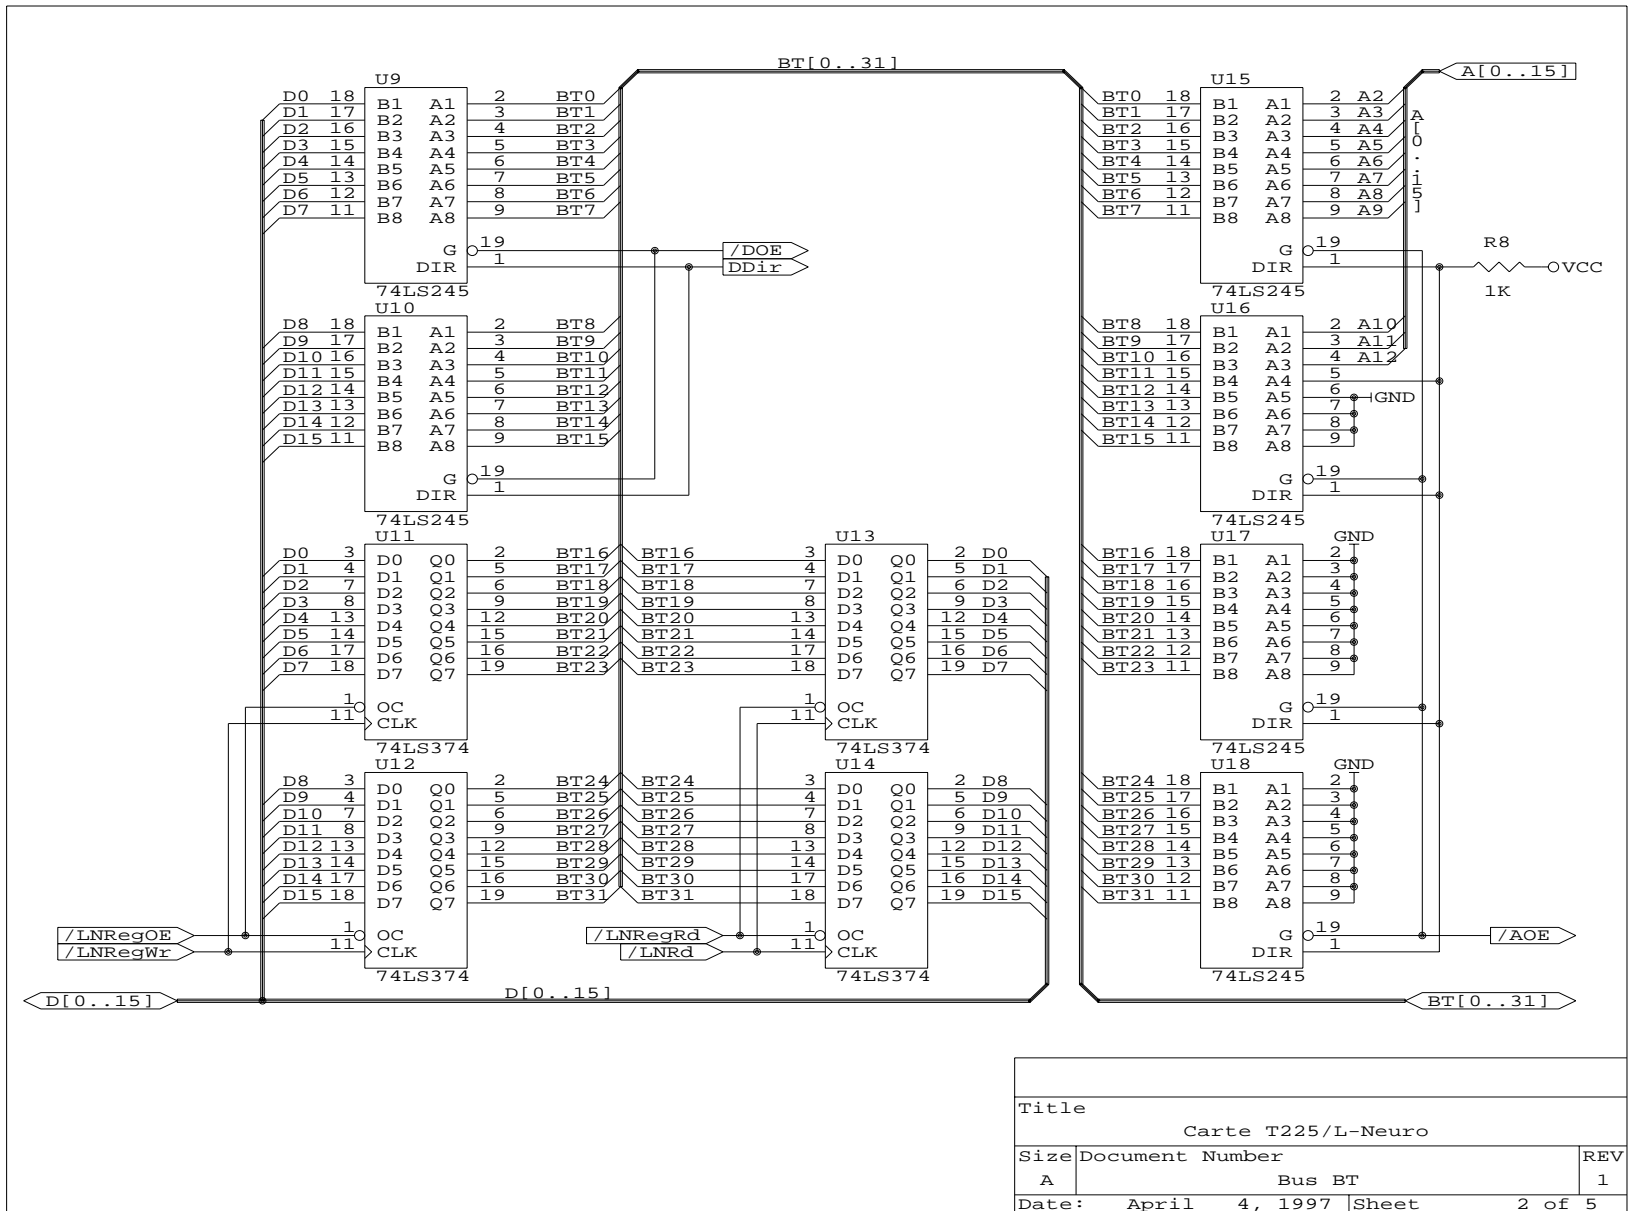 BT[0..31]
A[0..15]
U9
D0 18 B1 A1 2 BT0
D1 17 B2 A2 3 BT1
D2 16 B3 A3 4 BT2
D3 15 B4 A4 5 BT3
D4 14 B5 A5 6 BT4
D5 13 B6 A6 7 BT5
D6 12 B7 A7 8 BT6
D7 11 B8 A8 9 BT7
G 19 /DOE
DIR 1 DDir
74LS245
U10
D8 18 B1 A1 2 BT8
D9 17 B2 A2 3 BT9
D10 16 B3 A3 4 BT10
D11 15 B4 A4 5 BT11
D12 14 B5 A5 6 BT12
D13 13 B6 A6 7 BT13
D14 12 B7 A7 8 BT14
D15 11 B8 A8 9 BT15
G 19
DIR 1
74LS245
U11
D0 3 D0 Q0 2 BT16
D1 4 D1 Q1 5 BT17
D2 7 D2 Q2 6 BT18
D3 8 D3 Q3 9 BT19
D4 13 D4 Q4 12 BT20
D5 14 D5 Q5 15 BT21
D6 17 D6 Q6 16 BT22
D7 18 D7 Q7 19 BT23
1 OC
11 CLK
74LS374
U12
D8 3 D0 Q0 2 BT24
D9 4 D1 Q1 5 BT25
D10 7 D2 Q2 6 BT26
D11 8 D3 Q3 9 BT27
D12 13 D4 Q4 12 BT28
D13 14 D5 Q5 15 BT29
D14 17 D6 Q6 16 BT30
D15 18 D7 Q7 19 BT31
/LNRegOE 1 OC
/LNRegWr 11 CLK
74LS374
U13
BT16 3 D0 Q0 2 D0
BT17 4 D1 Q1 5 D1
BT18 7 D2 Q2 6 D2
BT19 8 D3 Q3 9 D3
BT20 13 D4 Q4 12 D4
BT21 14 D5 Q5 15 D5
BT22 17 D6 Q6 16 D6
BT23 18 D7 Q7 19 D7
1 OC
11 CLK
74LS374
U14
BT24 3 D0 Q0 2 D8
BT25 4 D1 Q1 5 D9
BT26 7 D2 Q2 6 D10
BT27 8 D3 Q3 9 D11
BT28 13 D4 Q4 12 D12
BT29 14 D5 Q5 15 D13
BT30 17 D6 Q6 16 D14
BT31 18 D7 Q7 19 D15
/LNRegRd 1 OC
/LNRd 11 CLK
74LS374
U15
BT0 18 B1 A1 2 A2
BT1 17 B2 A2 3 A3
BT2 16 B3 A3 4 A4
BT3 15 B4 A4 5 A5
BT4 14 B5 A5 6 A6
BT5 13 B6 A6 7 A7
BT6 12 B7 A7 8 A8
BT7 11 B8 A8 9 A9
A[0..15]
G 19
DIR 1
74LS245
R8
VCC
1K
U16
BT8 18 B1 A1 2 A10
BT9 17 B2 A2 3 A11
BT10 16 B3 A3 4 A12
BT11 15 B4 A4 5
BT12 14 B5 A5 6 GND
BT13 13 B6 A6 7
BT14 12 B7 A7 8
BT15 11 B8 A8 9
G 19
DIR 1
74LS245
U17
GND
BT16 18 B1 A1 2
BT17 17 B2 A2 3
BT18 16 B3 A3 4
BT19 15 B4 A4 5
BT20 14 B5 A5 6
BT21 13 B6 A6 7
BT22 12 B7 A7 8
BT23 11 B8 A8 9
G 19
DIR 1
74LS245
U18
GND
BT24 18 B1 A1 2
BT25 17 B2 A2 3
BT26 16 B3 A3 4
BT27 15 B4 A4 5
BT28 14 B5 A5 6
BT29 13 B6 A6 7
BT30 12 B7 A7 8
BT31 11 B8 A8 9
G 19 /AOE
DIR 1
74LS245
D[0..15]
D[0..15]
BT[0..31]
Title
Carte T225/L-Neuro
Size Document Number REV
A Bus BT 1
Date: April 4, 1997 Sheet 2 of 5